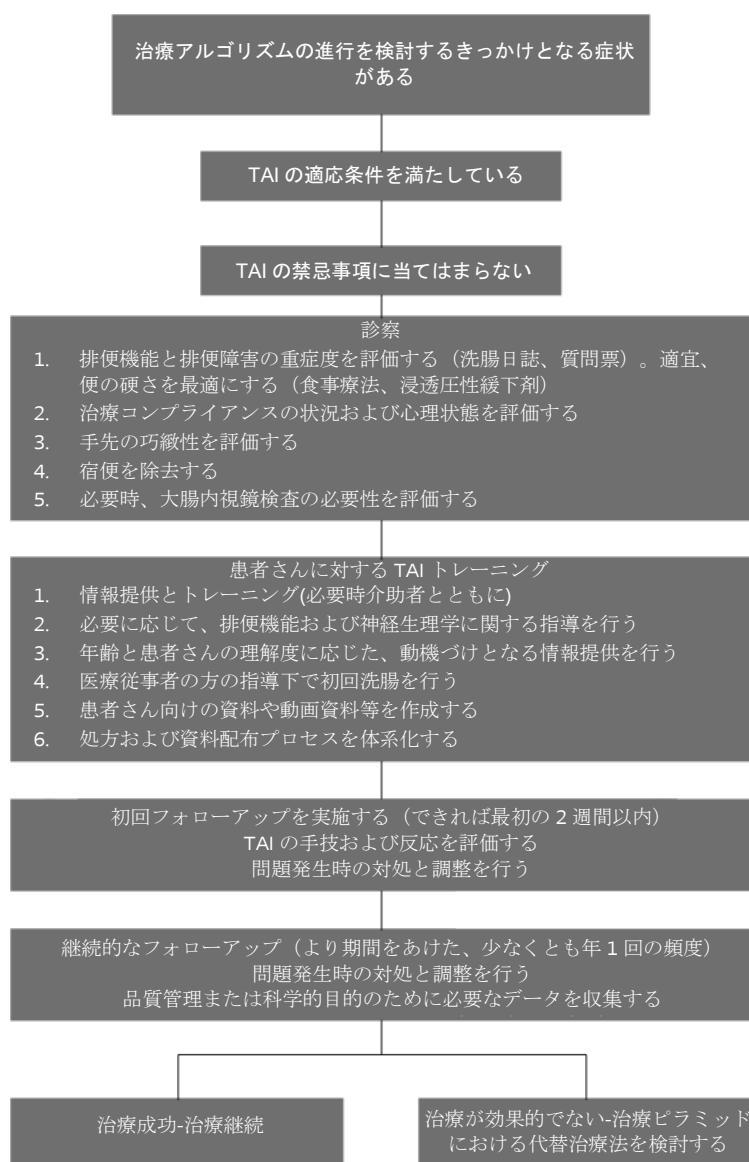 治療アルゴリズムの進行を検討するきっかけとなる症状
がある
TAI の適応条件を満たしている
TAI の禁忌事項に当てはまらない
診察
1. 排便機能と排便障害の重症度を評価する（洗腸日誌、質問票）。適宜、
便の硬さを最適にする（食事療法、浸透圧性緩下剤）
2. 治療コンプライアンスの状況および心理状態を評価する
3. 手先の巧緻性を評価する
4. 宿便を除去する
5. 必要時、大腸内視鏡検査の必要性を評価する
患者さんに対する TAI トレーニング
1. 情報提供とトレーニング(必要時介助者とともに)
2. 必要に応じて、排便機能および神経生理学に関する指導を行う
3. 年齢と患者さんの理解度に応じた、動機づけとなる情報提供を行う
4. 医療従事者の方の指導下で初回洗腸を行う
5. 患者さん向けの資料や動画資料等を作成する
6. 処方および資料配布プロセスを体系化する
初回フォローアップを実施する（できれば最初の 2 週間以内）
TAI の手技および反応を評価する
問題発生時の対処と調整を行う
継続的なフォローアップ（より期間をあけた、少なくとも年 1 回の頻度）
問題発生時の対処と調整を行う
品質管理または科学的目的のために必要なデータを収集する
治療成功-治療継続
治療が効果的でない-治療ピラミッド
における代替治療法を検討する